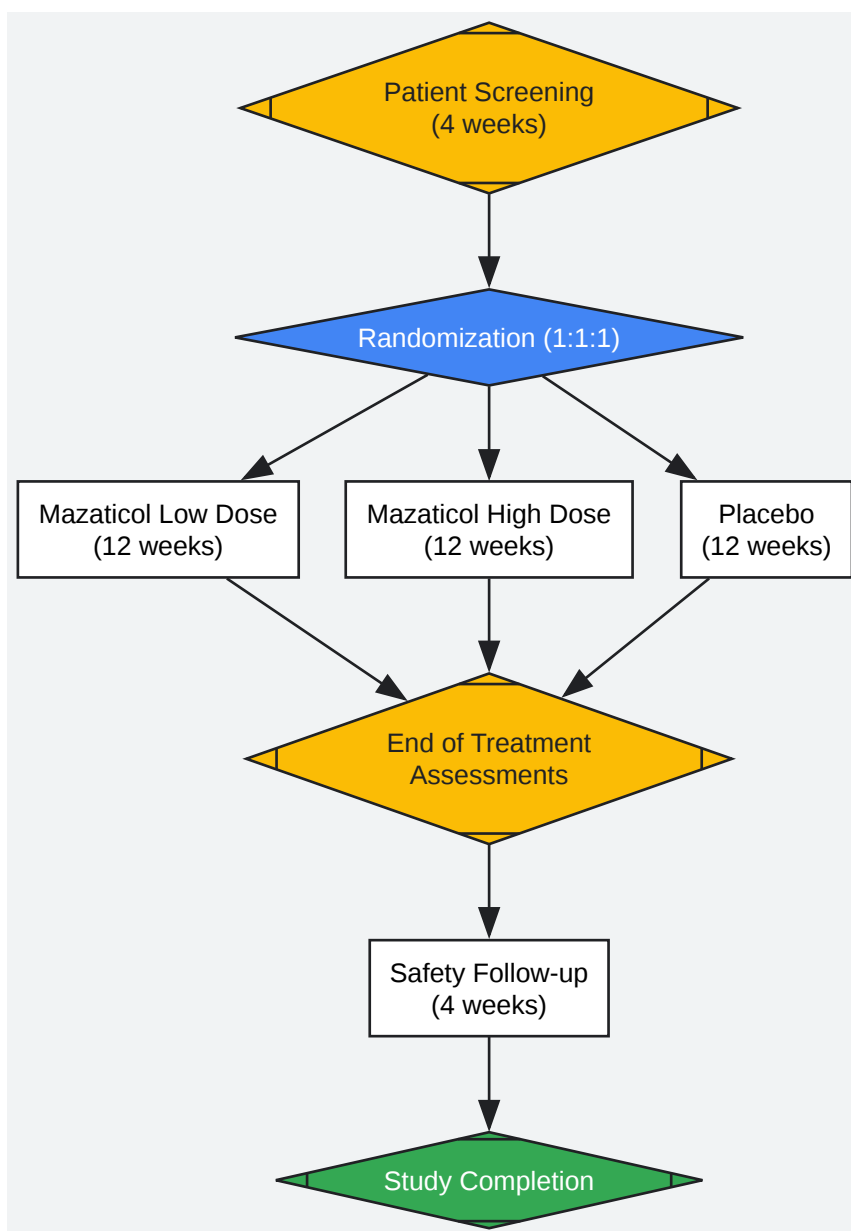 Patient Screening
(4 weeks)
Randomization (1:1:1)
Mazaticol Low Dose
(12 weeks)
Mazaticol High Dose
(12 weeks)
Placebo
(12 weeks)
End of Treatment
Assessments
Safety Follow-up
(4 weeks)
Study Completion